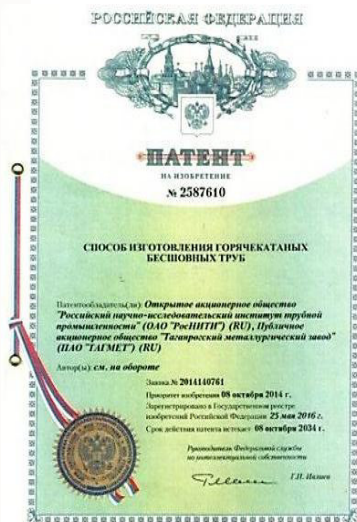 РОССИЙСКАЯ ФЕДЕРАЦИЯ
ПАТЕНТ
НА ИЗОБРЕТЕНИЕ
№ 2587610
СПОСОБ ИЗГОТОВЛЕНИЯ ГОРЯЧЕКАТАНЫХ
БЕСШОВНЫХ ТРУБ
Патентообладатель(ли): Открытое акционерное общество
"Российский научно-исследовательский институт трубной
промышленности" (ОАО "РосНИТИ") (RU), Публичное
акционерное общество "Таганрогский металлургический завод"
(ПАО "ТАГМЕТ") (RU)
Автор(ы): см. на обороте
Заявка № 2014140761
Приоритет изобретения 08 октября 2014 г.
Зарегистрировано в Государственном реестре
изобретений Российской Федерации 25 мая 2016 г.
Срок действия патента истекает 08 октября 2034 г.
Руководитель Федеральной службы
по интеллектуальной собственности
Г.П. Ивлиев